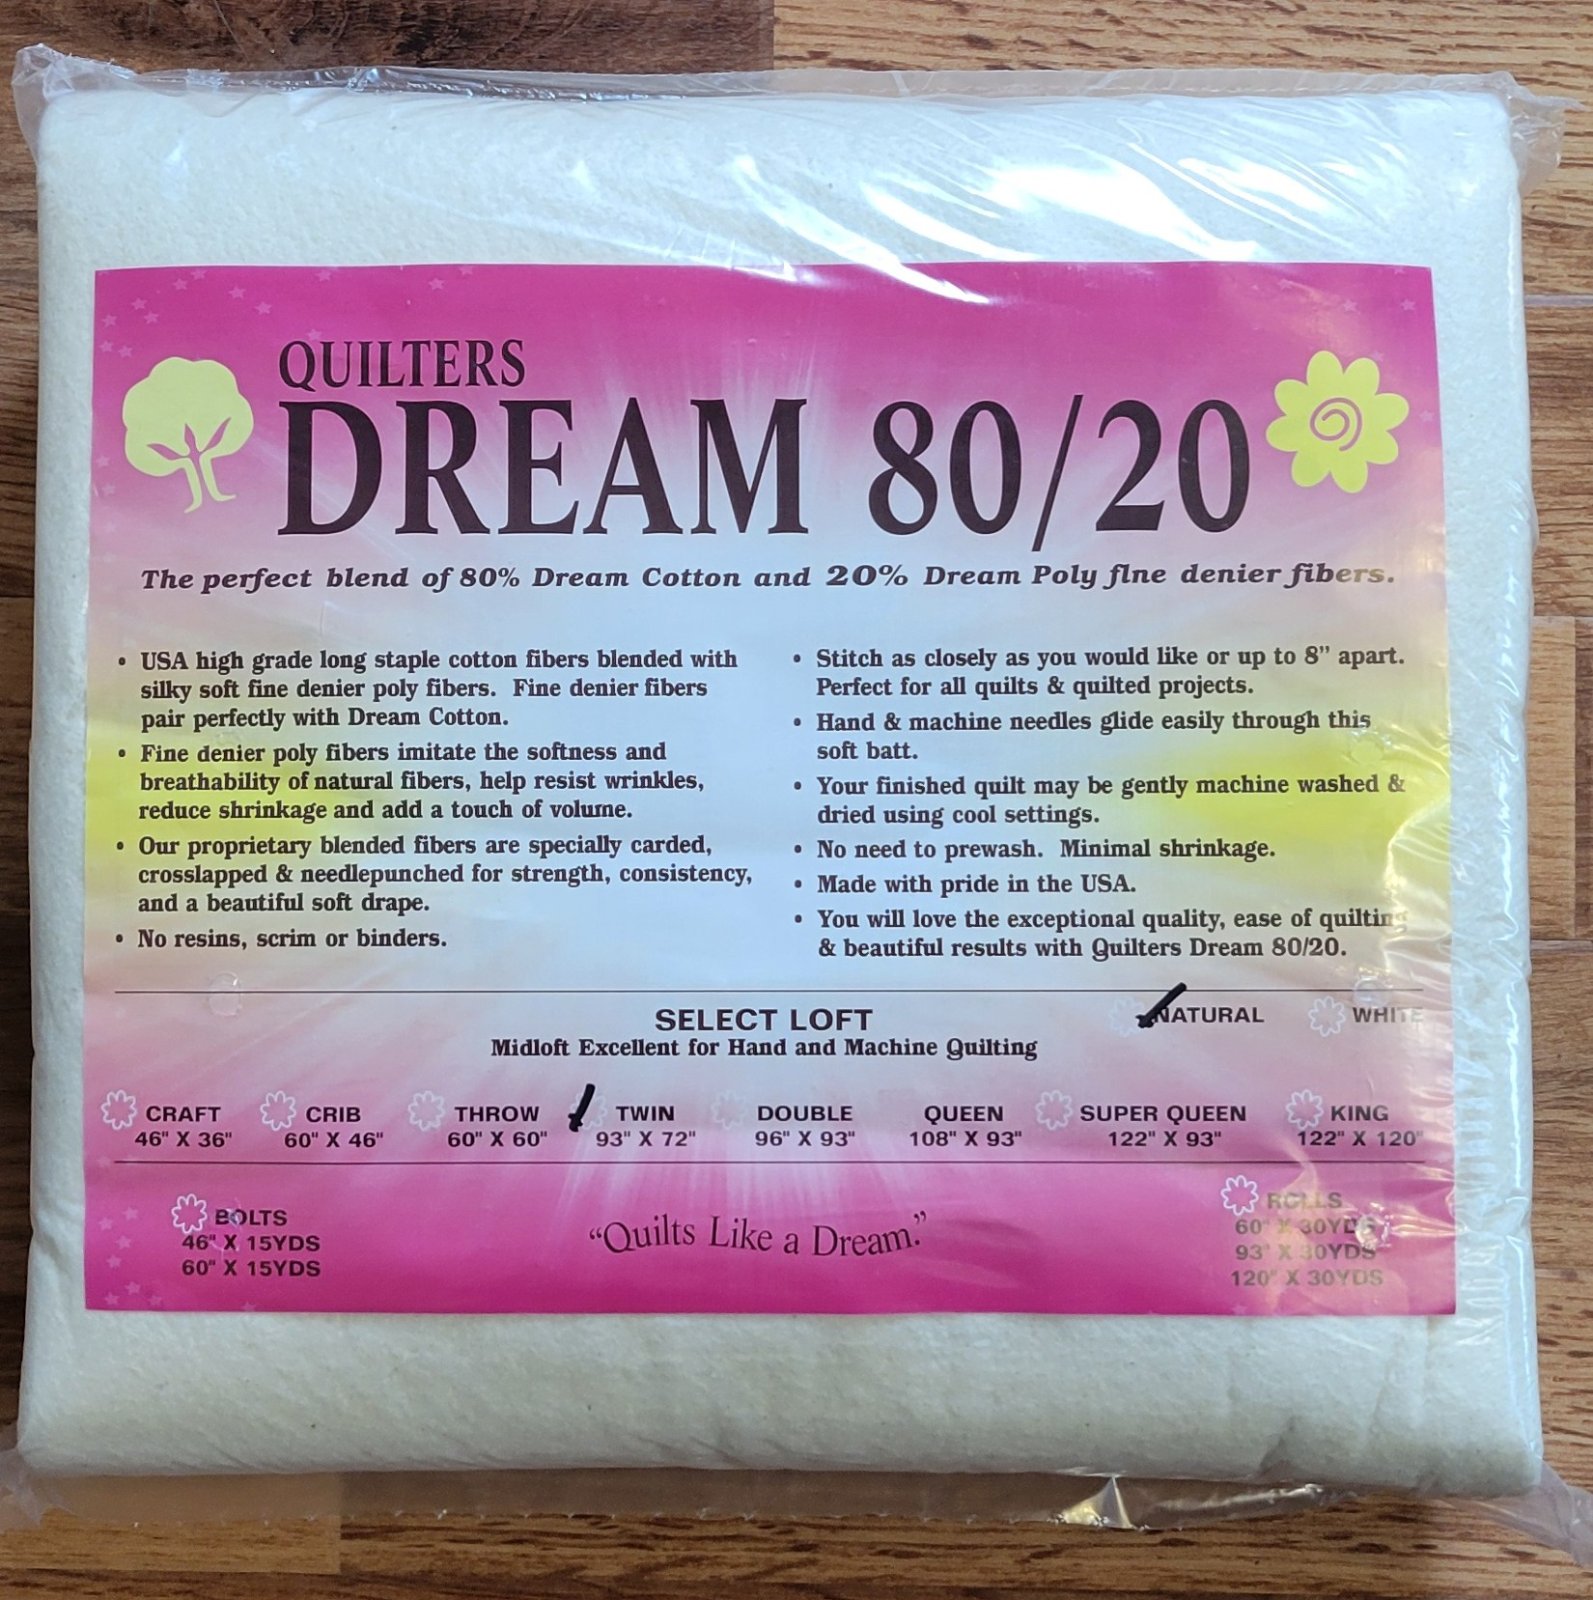 QUILTERS
DREAM 80/20
The perfect blend of 80% Dream Cotton and 20% Dream Poly fine denier fibers.
• USA high grade long staple cotton fibers blended with
silky soft fine denier poly fibers.  Fine denier fibers
pair perfectly with Dream Cotton.
• Fine denier poly fibers imitate the softness and
breathability of natural fibers, help resist wrinkles,
reduce shrinkage and add a touch of volume.
• Our proprietary blended fibers are specially carded,
crosslapped & needlepunched for strength, consistency,
and a beautiful soft drape.
• No resins, scrim or binders.
• Stitch as closely as you would like or up to 8” apart.
Perfect for all quilts & quilted projects.
• Hand & machine needles glide easily through this
soft batt.
• Your finished quilt may be gently machine washed &
dried using cool settings.
• No need to prewash.  Minimal shrinkage.
• Made with pride in the USA.
• You will love the exceptional quality, ease of quilting
& beautiful results with Quilters Dream 80/20.
SELECT LOFT
NATURAL WHITE
Midloft Excellent for Hand and Machine Quilting
CRAFT CRIB THROW TWIN DOUBLE QUEEN SUPER QUEEN KING
46" X 36" 60" X 46" 60" X 60" 93" X 72" 96" X 93" 108" X 93" 122" X 93" 122" X 120"
BOLTS
46" X 15YDS
60" X 15YDS
“Quilts Like a Dream.”
ROLLS
60" X 30YDS
93" X 30YDS
120" X 30YDS